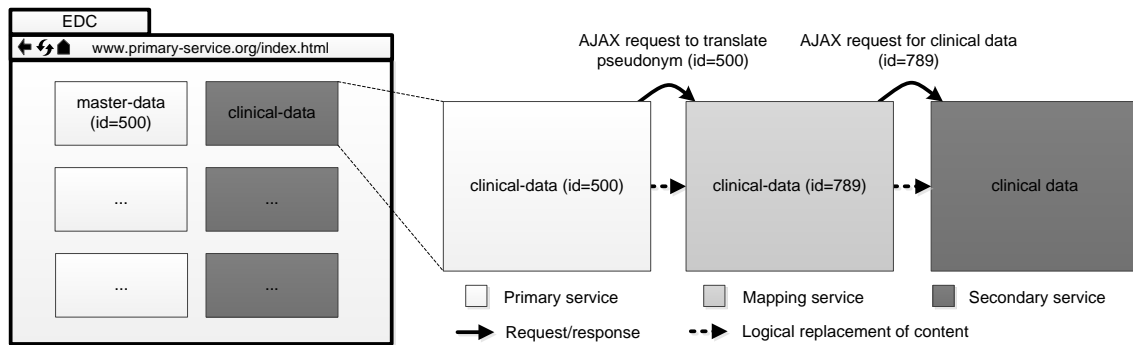 EDC
www.primary-service.org/index.html
master-data
(id=500)
clinical-data
...
...
...
...
AJAX request to translate
pseudonym (id=500)
AJAX request for clinical data
(id=789)
clinical-data (id=500)
clinical-data (id=789)
clinical data
Primary service
Mapping service
Secondary service
Request/response
Logical replacement of content